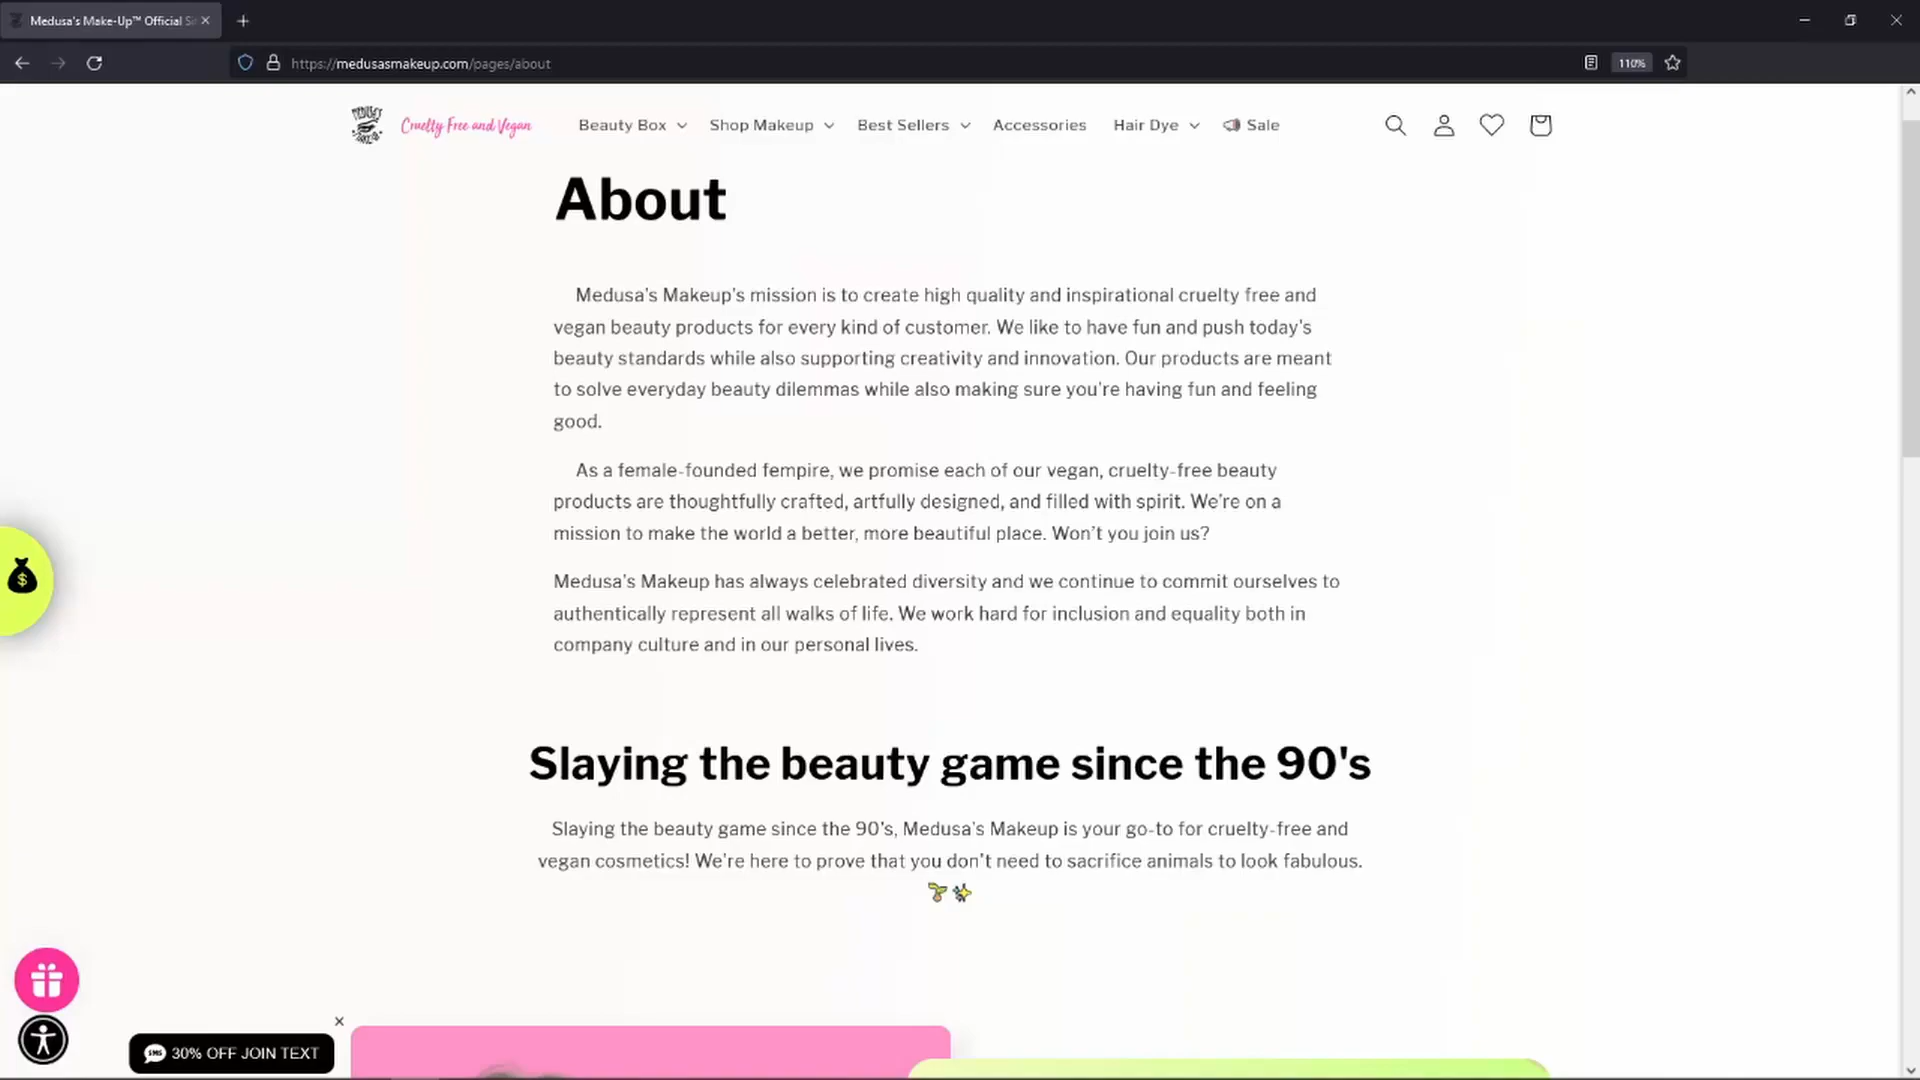 Medusa's Make-Up™ Official Si
https://medusasmakeup.com/pages/about
110%
Cruelty Free and Vegan
Beauty Box
Shop Makeup
Best Sellers
Accessories
Hair Dye
Sale
About
Medusa's Makeup's mission is to create high quality and inspirational cruelty free and
vegan beauty products for every kind of customer. We like to have fun and push today's
beauty standards while also supporting creativity and innovation. Our products are meant
to solve everyday beauty dilemmas while also making sure you're having fun and feeling
good.
As a female-founded fempire, we promise each of our vegan, cruelty-free beauty
products are thoughtfully crafted, artfully designed, and filled with spirit. We're on a
mission to make the world a better, more beautiful place. Won't you join us?
Medusa's Makeup has always celebrated diversity and we continue to commit ourselves to
authentically represent all walks of life. We work hard for inclusion and equality both in
company culture and in our personal lives.
Slaying the beauty game since the 90's
Slaying the beauty game since the 90's, Medusa's Makeup is your go-to for cruelty-free and
vegan cosmetics! We're here to prove that you don't need to sacrifice animals to look fabulous.
🌱✨
SMS 30% OFF JOIN TEXT